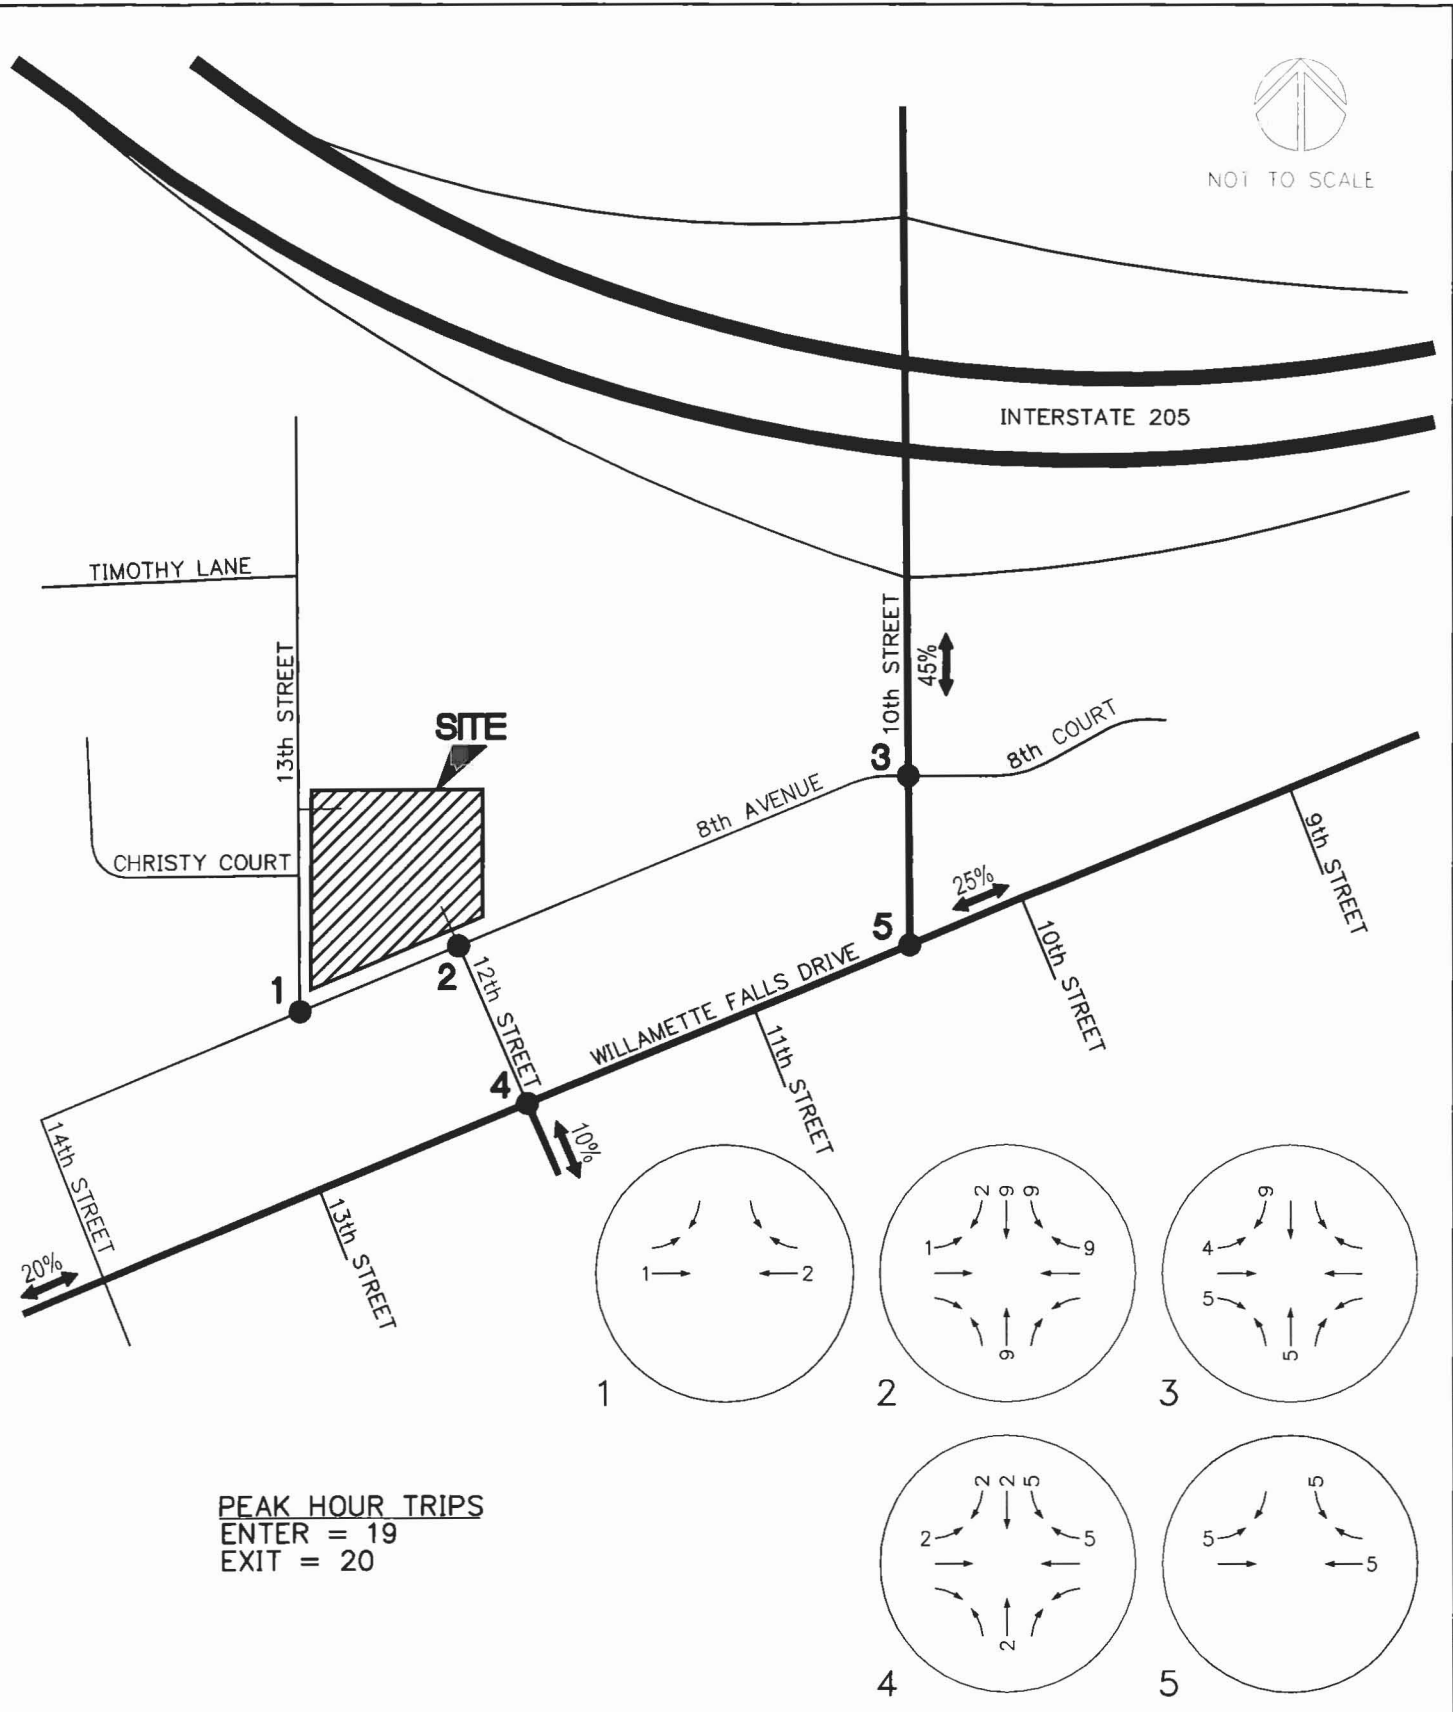 NOT TO SCALE
INTERSTATE 205
TIMOTHY LANE
13th STREET
10th STREET
45%
SITE
3
8th COURT
8th AVENUE
CHRISTY COURT
9th STREET
25%
5
10th STREET
1
2
12th STREET
WILLAMETTE FALLS DRIVE
11th STREET
4
10%
14th STREET
13th STREET
20%
1 2
1
2 9 9
1 9
9
2
9
4
5
5
3
PEAK HOUR TRIPS
ENTER = 19
EXIT = 20
2 2 5
2 5
2
4
5
5
5
5